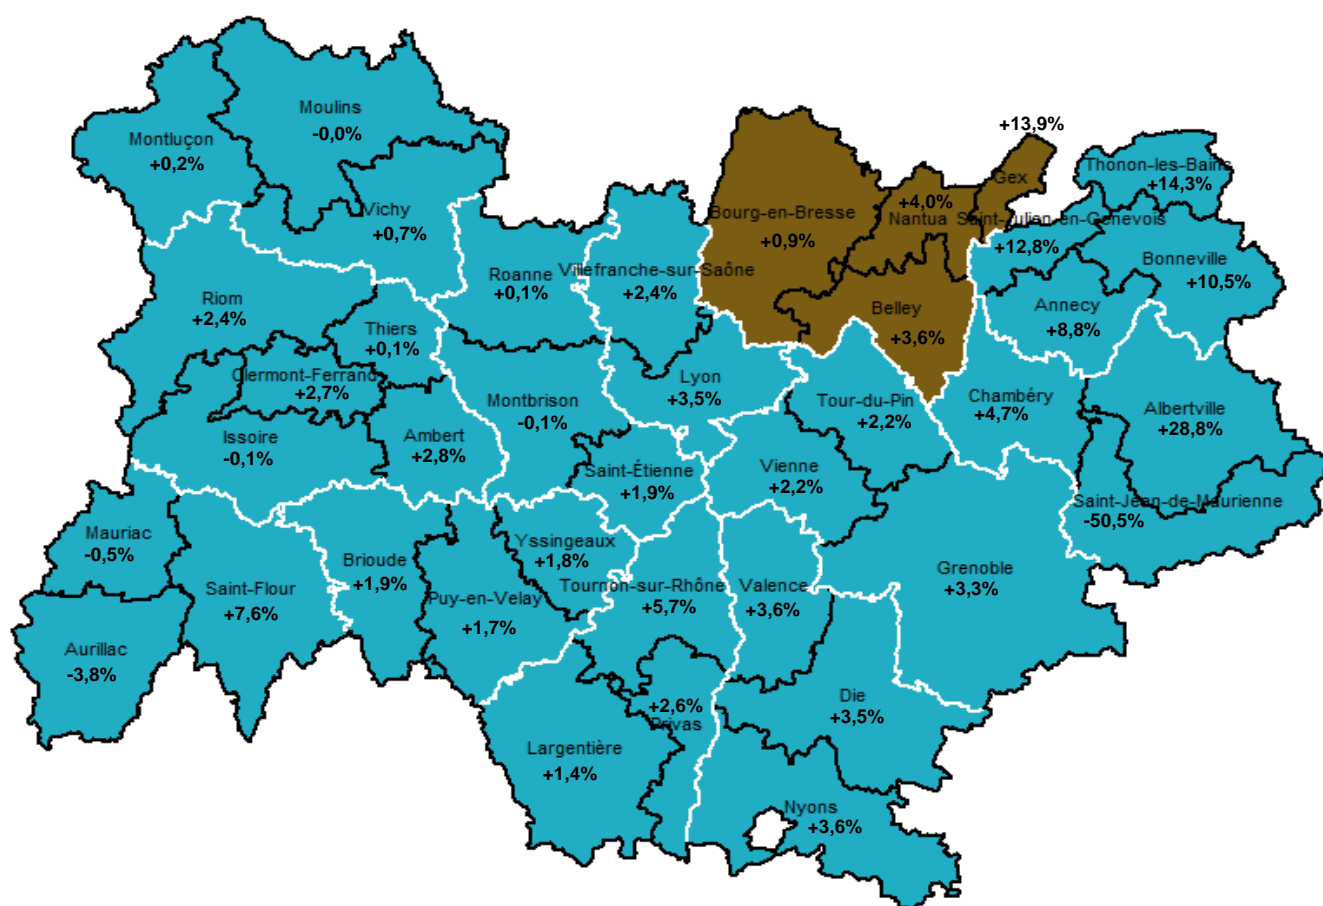 Moulins
-0,0%
Montluçon
+0,2%
Vichy
+0,7%
+13,9%
Gex
Thonon-les-Bains
+14,3%
+4,0%
Nantua
Bourg-en-Bresse
+0,9%
Saint-Julien-en-Genevois
+12,8%
Bonneville
+10,5%
Roanne
+0,1%
Villefranche-sur-Saône
+2,4%
Riom
+2,4%
Thiers
+0,1%
Belley
+3,6%
Annecy
+8,8%
Clermont-Ferrand
+2,7%
Lyon
+3,5%
Montbrison
-0,1%
Tour-du-Pin
+2,2%
Chambéry
+4,7%
Albertville
+28,8%
Issoire
-0,1%
Ambert
+2,8%
Saint-Étienne
+1,9%
Vienne
+2,2%
Saint-Jean-de-Maurienne
-50,5%
Mauriac
-0,5%
Brioude
+1,9%
Yssingeaux
+1,8%
Saint-Flour
+7,6%
Puy-en-Velay
+1,7%
Tournon-sur-Rhône
+5,7%
Valence
+3,6%
Grenoble
+3,3%
Aurillac
-3,8%
Die
+3,5%
+2,6%
Privas
Largentière
+1,4%
Nyons
+3,6%